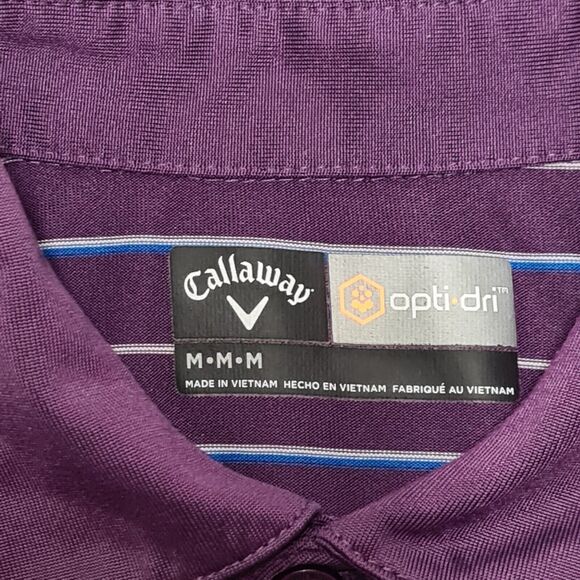 Callaway
opti·dri™
M•M•M
MADE IN VIETNAM HECHO EN VIETNAM FABRIQUÉ AU VIETNAM